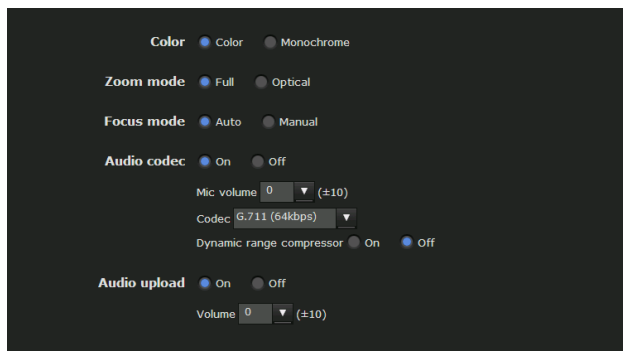 Color Color Monochrome
Zoom mode Full Optical
Focus mode Auto Manual
Audio codec On Off
Mic volume 0 (±10)
Codec G.711 (64kbps)
Dynamic range compressor On Off
Audio upload On Off
Volume 0 (±10)